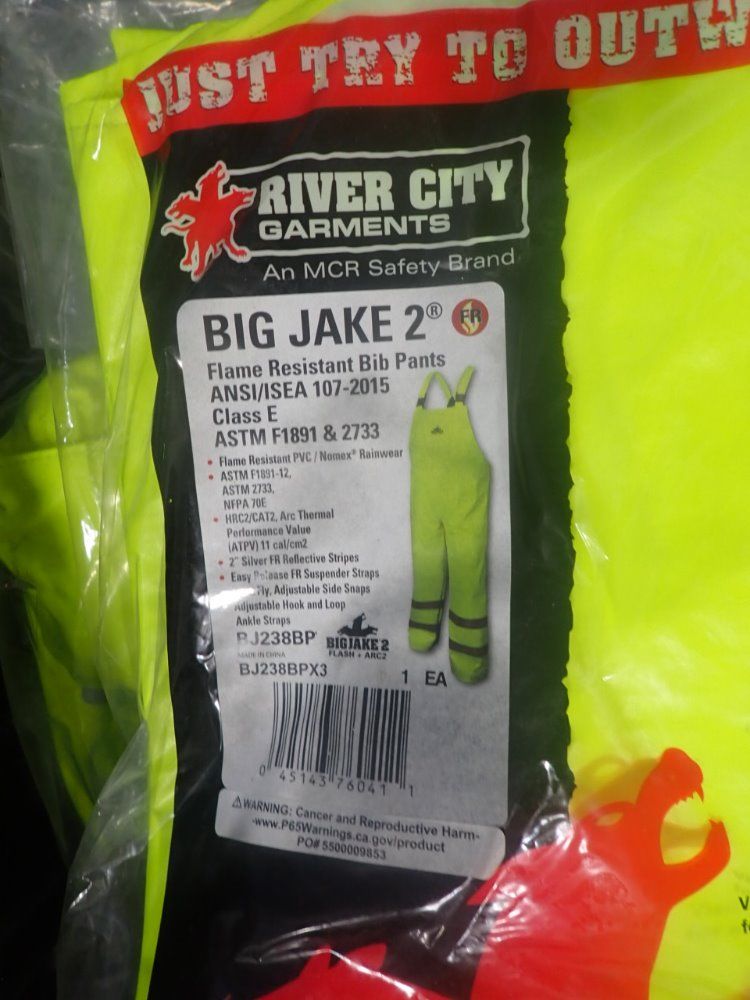 JUST TRY TO
RIVER CITY
GARMENTS
An MCR Safety Brand
BIG JAKE 2® FR
Flame Resistant Bib Pants
ANSI/ISEA 107-2015
Class E
ASTM F1891 & 2733
• Flame Resistant PVC / Nomex® Rainwear
• ASTM F1891-12,
ASTM 2733,
NFPA 70E
• HRC2/CAT2, Arc Thermal
Performance Value
(ATPV) 11 cal/cm2
• 2" Silver FR Reflective Stripes
• Easy Release FR Suspender Straps
Fly, Adjustable Side Snaps
Adjustable Hook and Loop
Ankle Straps
BJ238BP
BIGJAKE 2
FLASH + ARC2
MADE IN CHINA
BJ238BPX3 1 EA
0 45143 76041 1
⚠WARNING: Cancer and Reproductive Harm-
-www.P65Warnings.ca.gov/product
PO# 5500009853